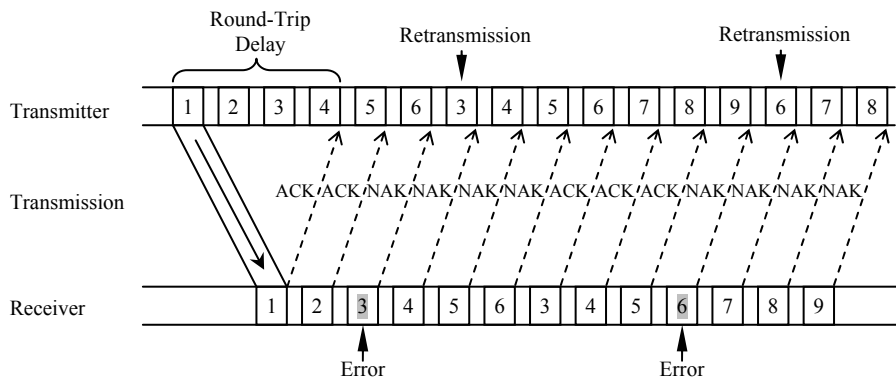 Round-Trip
Delay
Retransmission
Retransmission
Transmitter
1 2 3 4 5 6 3 4 5 6 7 8 9 6 7 8
Transmission
ACK ACK NAK NAK NAK NAK ACK ACK ACK NAK NAK NAK NAK
Receiver
1 2 3 4 5 6 3 4 5 6 7 8 9
Error
Error